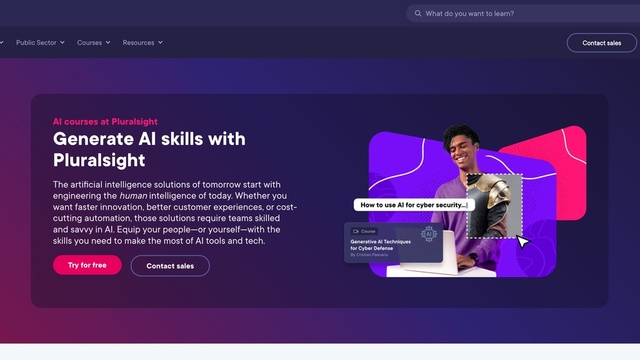 What do you want to learn?
Public Sector
Courses
Resources
Contact sales
AI courses at Pluralsight
Generate AI skills with
Pluralsight
The artificial intelligence solutions of tomorrow start with
engineering the human intelligence of today. Whether you
want faster innovation, better customer experiences, or cost-
cutting automation, those solutions require teams skilled
and savvy in AI. Equip your people—or yourself—with the
skills you need to make the most of AI tools and tech.
Try for free
Contact sales
How to use AI for cyber security...|
Course
AI
Generative AI Techniques
for Cyber Defense
By Cristian Pascariu